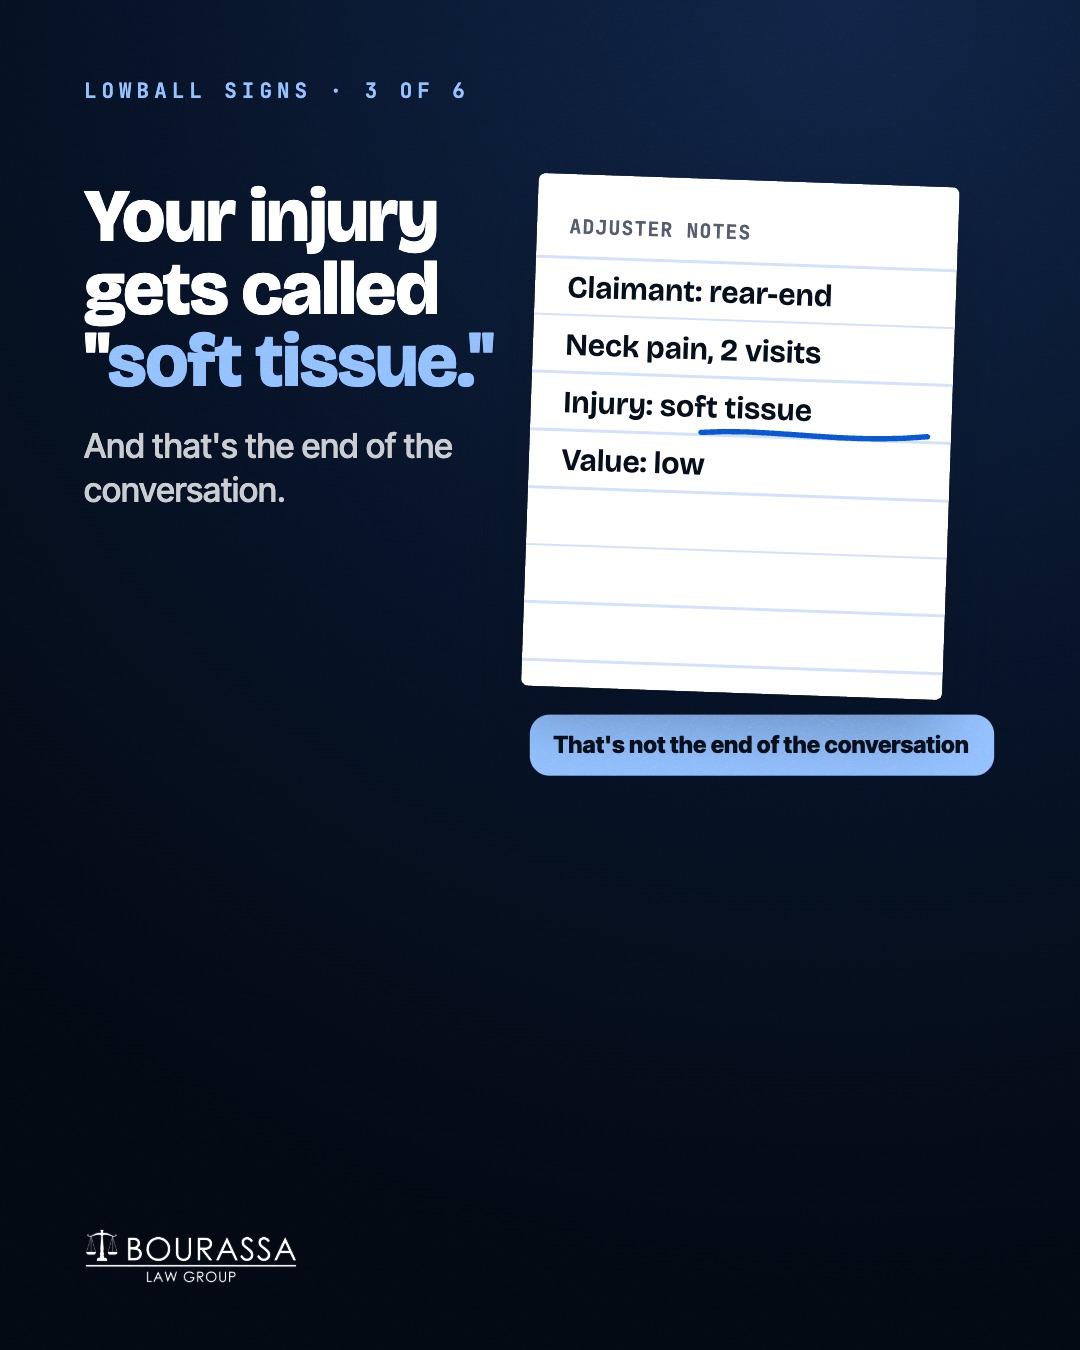 LOWBALL SIGNS · 3 OF 6
Your injury
gets called
"soft tissue."
And that's the end of the
conversation.
ADJUSTER NOTES
Claimant: rear-end
Neck pain, 2 visits
Injury: soft tissue
Value: low
That's not the end of the conversation
BOURASSA
LAW GROUP